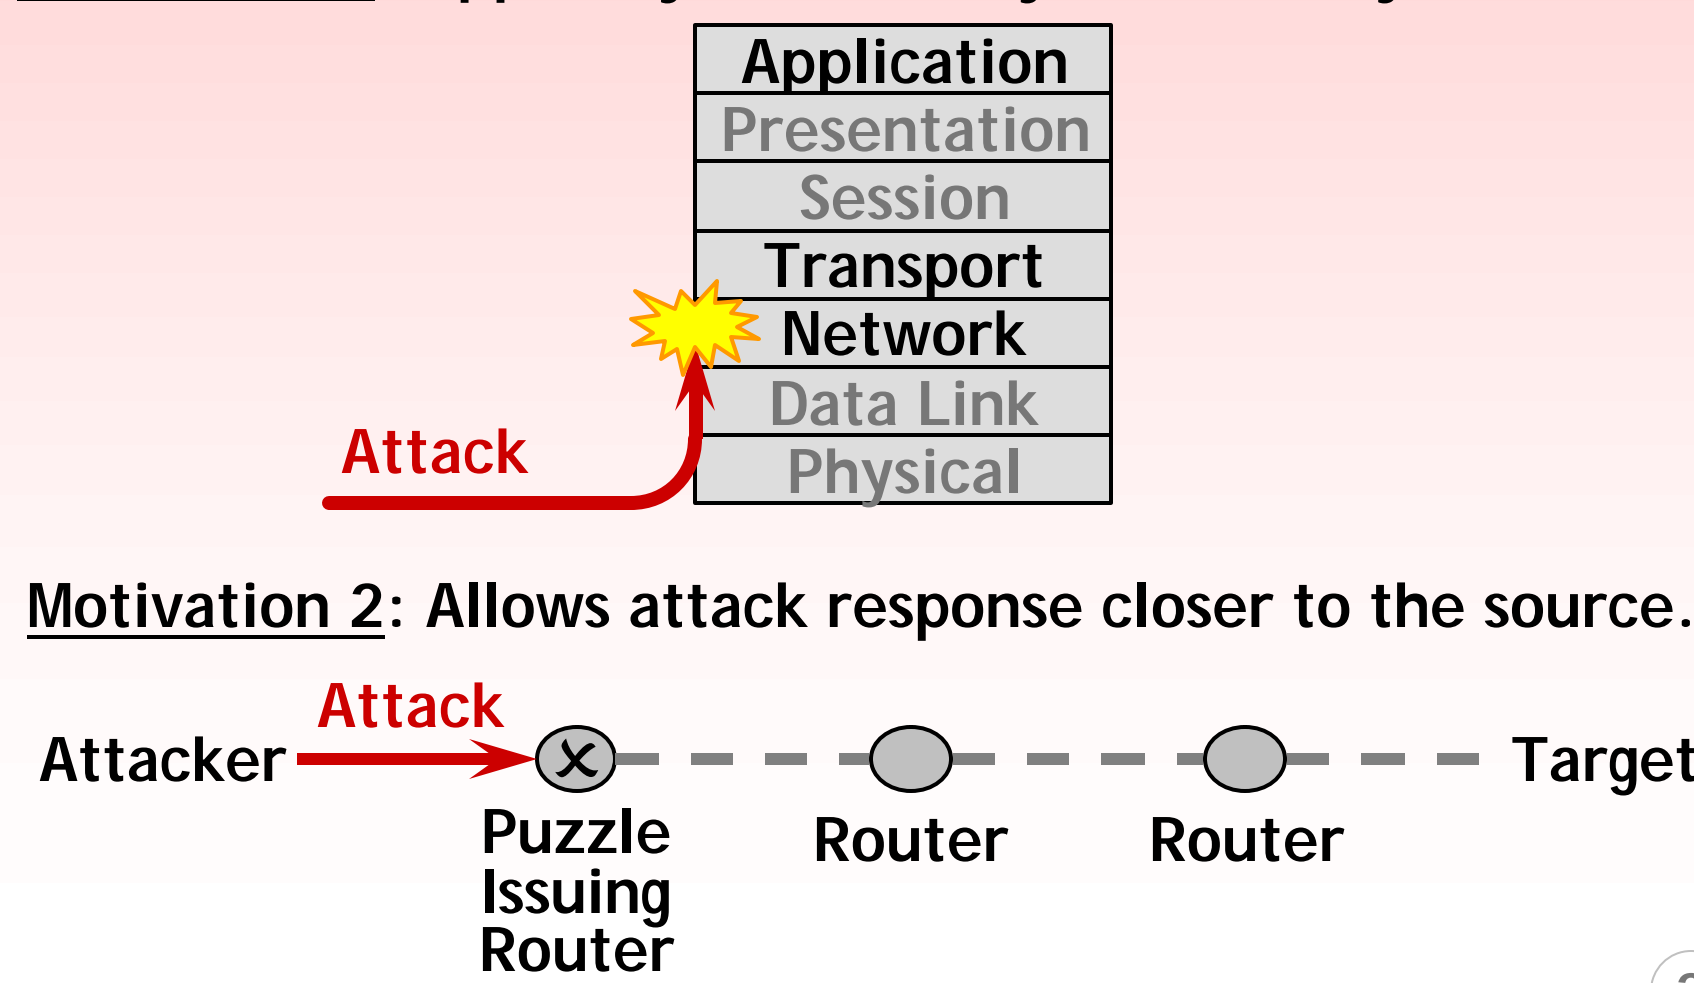 Application
Presentation
Session
Transport
Network
Data Link
Physical
Attack
Motivation 2: Allows attack response closer to the source.
Attack
Attacker
Target
Puzzle
Issuing
Router
Router
Router